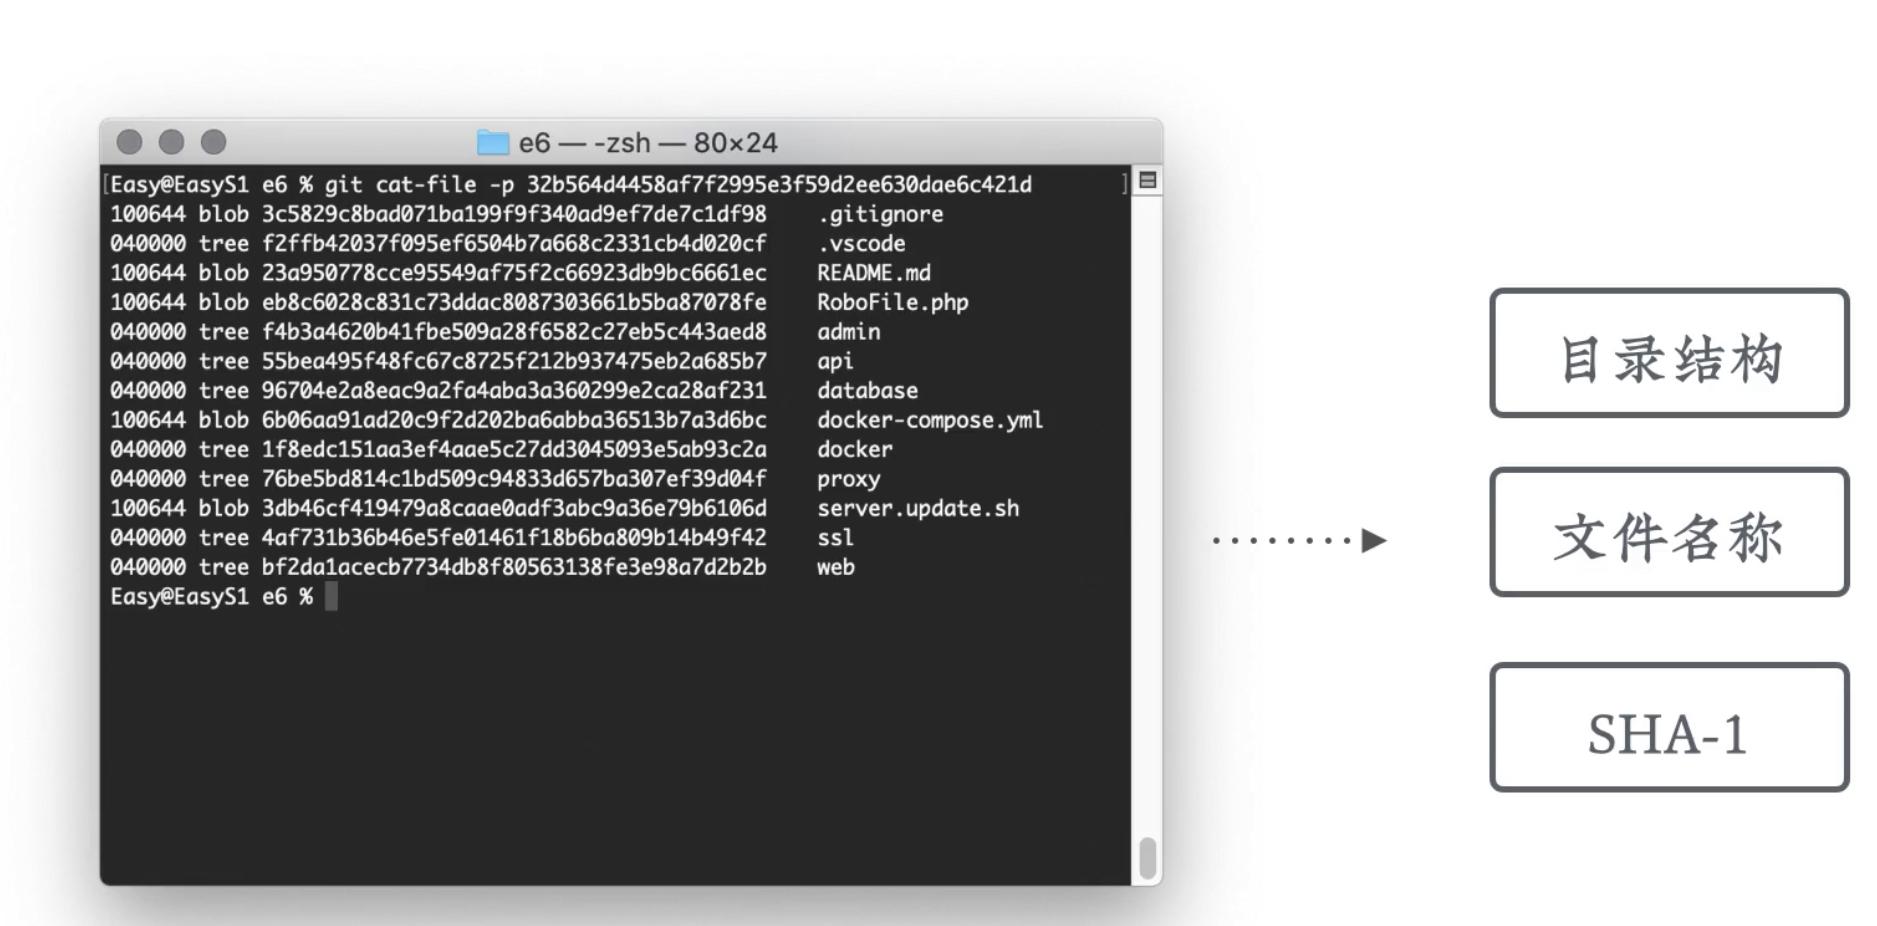 e6 — -zsh — 80×24
[Easy@EasyS1 e6 % git cat-file -p 32b564d4458af7f2995e3f59d2ee630dae6c421d ]
100644 blob 3c5829c8bad071ba199f9f340ad9ef7de7c1df98 .gitignore
040000 tree f2ffb42037f095ef6504b7a668c2331cb4d020cf .vscode
100644 blob 23a950778cce95549af75f2c66923db9bc6661ec README.md
100644 blob eb8c6028c831c73ddac8087303661b5ba87078fe RoboFile.php
040000 tree f4b3a4620b41fbe509a28f6582c27eb5c443aed8 admin
040000 tree 55bea495f48fc67c8725f212b937475eb2a685b7 api
040000 tree 96704e2a8eac9a2fa4aba3a360299e2ca28af231 database
100644 blob 6b06aa91ad20c9f2d202ba6abba36513b7a3d6bc docker-compose.yml
040000 tree 1f8edc151aa3ef4aae5c27dd3045093e5ab93c2a docker
040000 tree 76be5bd814c1bd509c94833d657ba307ef39d04f proxy
100644 blob 3db46cf419479a8caae0adf3abc9a36e79b6106d server.update.sh
040000 tree 4af731b36b46e5fe01461f18b6ba809b14b49f42 ssl
040000 tree bf2da1acecb7734db8f80563138fe3e98a7d2b2b web
Easy@EasyS1 e6 %
目录结构
文件名称
SHA-1